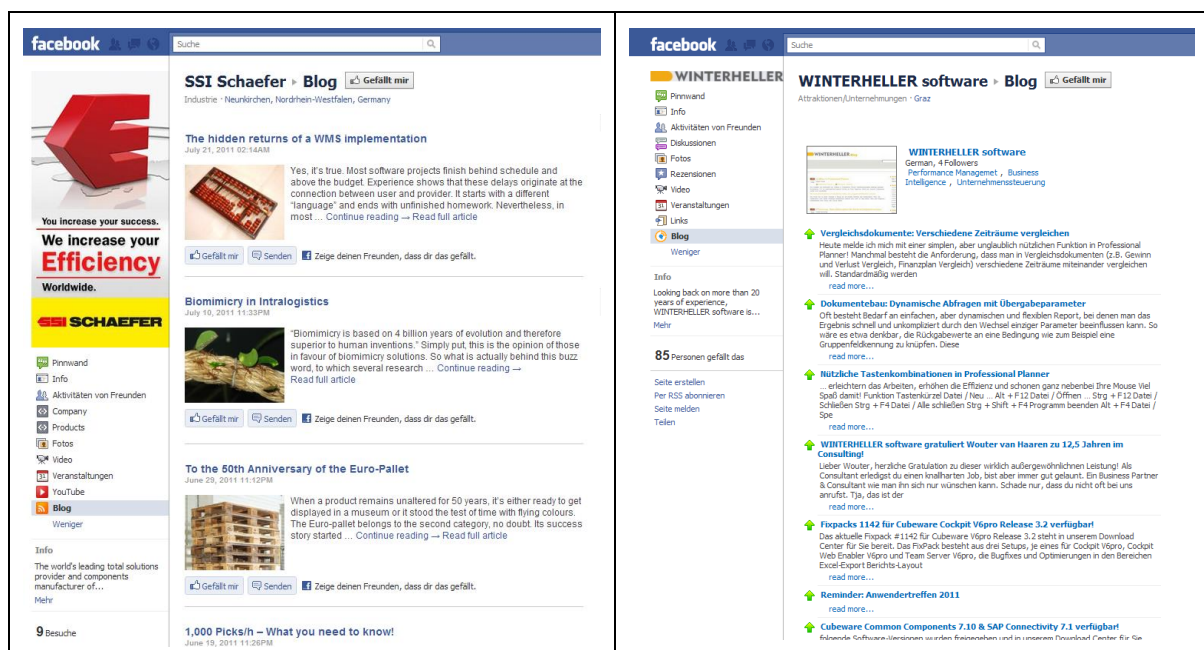 facebook
Suche
You increase your success.
We increase your
Efficiency
Worldwide.
SSI SCHAEFER
Pinnwand
Info
Aktivitäten von Freunden
Company
Products
Fotos
Video
Veranstaltungen
YouTube
Blog
Weniger
Info
The world's leading total solutions
provider and components
manufacturer of...
Mehr
9 Besuche
SSI Schaefer Blog Gefällt mir
Industrie · Neunkirchen, Nordrhein-Westfalen, Germany
The hidden returns of a WMS implementation
July 21, 2011 02:14AM
Yes, it's true. Most software projects finish behind schedule and
above the budget. Experience shows that these delays originate at the
connection between user and provider. It starts with a different
"language" and ends with unfinished homework. Nevertheless, in
most ... Continue reading → Read full article
Gefällt mir Senden Zeige deinen Freunden, dass dir das gefällt.
Biomimicry in Intralogistics
July 10, 2011 11:33PM
"Biomimicry is based on 4 billion years of evolution and therefore
superior to human inventions." Simply put, this is the opinion of those
in favour of biomimicry solutions. So what is actually behind this buzz
word, to which several research ... Continue reading →
Read full article
Gefällt mir Senden Zeige deinen Freunden, dass dir das gefällt.
To the 50th Anniversary of the Euro-Pallet
June 29, 2011 11:12PM
When a product remains unaltered for 50 years, it's either ready to get
displayed in a museum or it stood the test of time with flying colours.
The Euro-pallet belongs to the second category, no doubt. Its success
story started ... Continue reading → Read full article
Gefällt mir Senden Zeige deinen Freunden, dass dir das gefällt.
1,000 Picks/h – What you need to know!
June 19, 2011 11:26PM
facebook
Suche
WINTERHELLER
Pinnwand
Info
Aktivitäten von Freunden
Diskussionen
Fotos
Rezensionen
Video
Veranstaltungen
Links
Blog
Weniger
Info
Looking back on more than 20
years of experience,
WINTERHELLER software is...
Mehr
85 Personen gefällt das
Seite erstellen
Per RSS abonnieren
Seite melden
Teilen
WINTERHELLER software Blog Gefällt mir
Attraktionen/Unternehmungen · Graz
WINTERHELLER software
German, 4 Followers
Performance Managemet , Business
Intelligence , Unternehmenssteuerung
Vergleichsdokumente: Verschiedene Zeiträume vergleichen
Heute melde ich mich mit einer simplen, aber unglaublich nützlichen Funktion in Professional
Planner! Manchmal besteht die Anforderung, dass man in Vergleichsdokumenten (z.B. Gewinn
und Verlust Vergleich, Finanzplan Vergleich) verschiedene Zeiträume miteinander vergleichen
will. Standardmäßig werden
read more...
Dokumentebau: Dynamische Abfragen mit Übergabeparameter
Oft besteht Bedarf an einfachen, aber dynamischen und flexiblen Report, bei denen man das
Ergebnis schnell und unkompliziert durch den Wechsel einziger Parameter beeinflussen kann. So
wäre es etwa denkbar, die Rückgabewerte an eine Bedingung wie zum Beispiel eine
Gruppenfeldkennung zu knüpfen. Diese
read more...
Nützliche Tastenkombinationen in Professional Planner
... erleichtern das Arbeiten, erhöhen die Effizienz und schonen ganz nebenbei Ihre Mouse Viel
Spaß damit! Funktion Tastenkürzel Datei / Neu ... Alt + F12 Datei / Öffnen ... Strg + F12 Datei /
Schließen Strg + F4 Datei / Alle schließen Strg + Shift + F4 Programm beenden Alt + F4 Datei /
Spe
read more...
WINTERHELLER software gratuliert Wouter van Haaren zu 12,5 Jahren im
Consulting!
Lieber Wouter, herzliche Gratulation zu dieser wirklich außergewöhnlichen Leistung! Als
Consultant erledigst du einen knallharten Job, bist aber immer gut gelaunt. Ein Business Partner
& Consultant wie man ihn sich nur wünschen kann. Schade nur, dass du nicht oft bei uns
anrufst. Tja, das ist der
read more...
Fixpacks 1142 für Cubeware Cockpit V6pro Release 3.2 verfügbar!
Das aktuelle Fixpack #1142 für Cubeware V6pro Release 3.2 steht in unserem Download
Center für Sie bereit. Das FixPack besteht aus drei Setups, je eines für Cockpit V6pro, Cockpit
Web Enabler V6pro und Team Server V6pro, die Bugfixes und Optimierungen in den Bereichen
Excel-Export Berichts-Layout
read more...
Reminder: Anwendertreffen 2011
read more...
Cubeware Common Components 7.10 & SAP Connectivity 7.1 verfügbar!
folgende Software-Versionen wurden freigegeben und in unserem Download Center für Sie